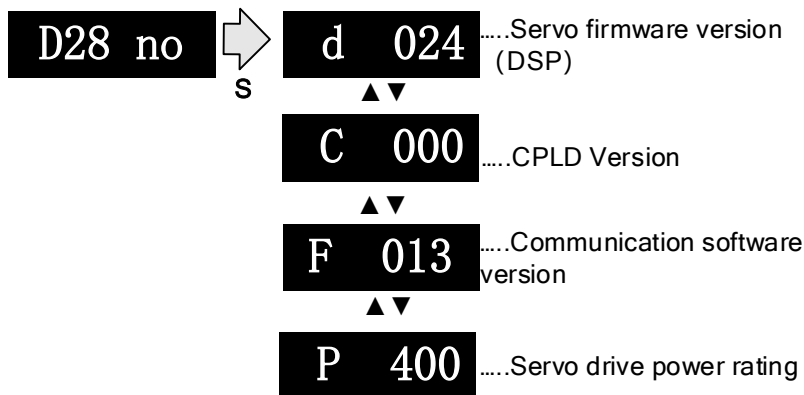 D28 no
S
d 024 .....Servo firmware version
(DSP)
▲▼
C 000 .....CPLD Version
▲▼
F 013 .....Communication software
version
▲▼
P 400 .....Servo drive power rating